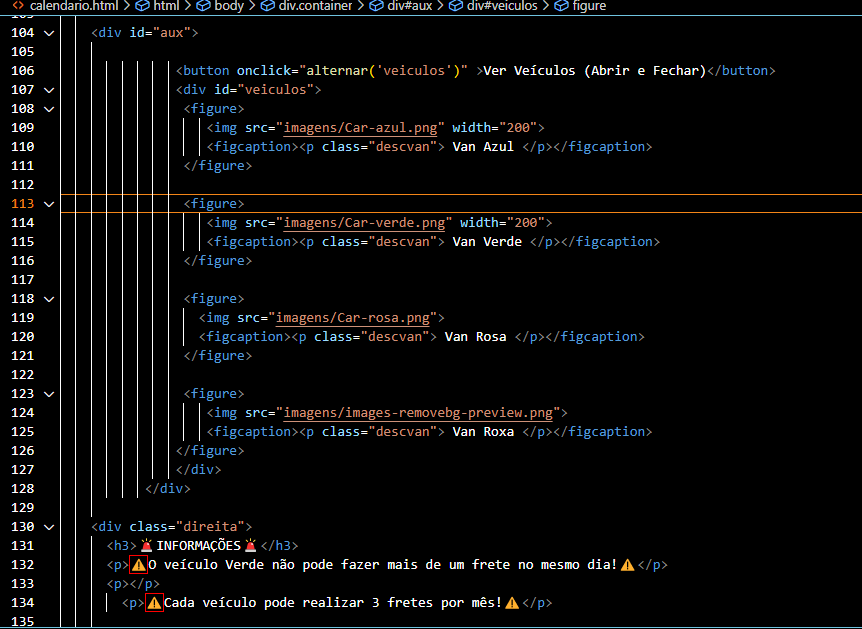 calendario.html > html > body > div.container > div#aux > div#veiculos > figure
103
104 <div id="aux">
105
106 <button onclick="alternar('veiculos')" >Ver Veículos (Abrir e Fechar)</button>
107 <div id="veiculos">
108 <figure>
109 <img src="imagens/Car-azul.png" width="200">
110 <figcaption><p class="descvan"> Van Azul </p></figcaption>
111 </figure>
112
113 <figure>
114 <img src="imagens/Car-verde.png" width="200">
115 <figcaption><p class="descvan"> Van Verde </p></figcaption>
116 </figure>
117
118 <figure>
119 <img src="imagens/Car-rosa.png">
120 <figcaption><p class="descvan"> Van Rosa </p></figcaption>
121 </figure>
122
123 <figure>
124 <img src="imagens/images-removebg-preview.png">
125 <figcaption><p class="descvan"> Van Roxa </p></figcaption>
126 </figure>
127 </div>
128 </div>
129
130 <div class="direita">
131 <h3>🚨INFORMAÇÕES🚨</h3>
132 <p>⚠️O veículo Verde não pode fazer mais de um frete no mesmo dia!⚠️</p>
133 <p></p>
134 <p>⚠️Cada veículo pode realizar 3 fretes por mês!⚠️</p>
135